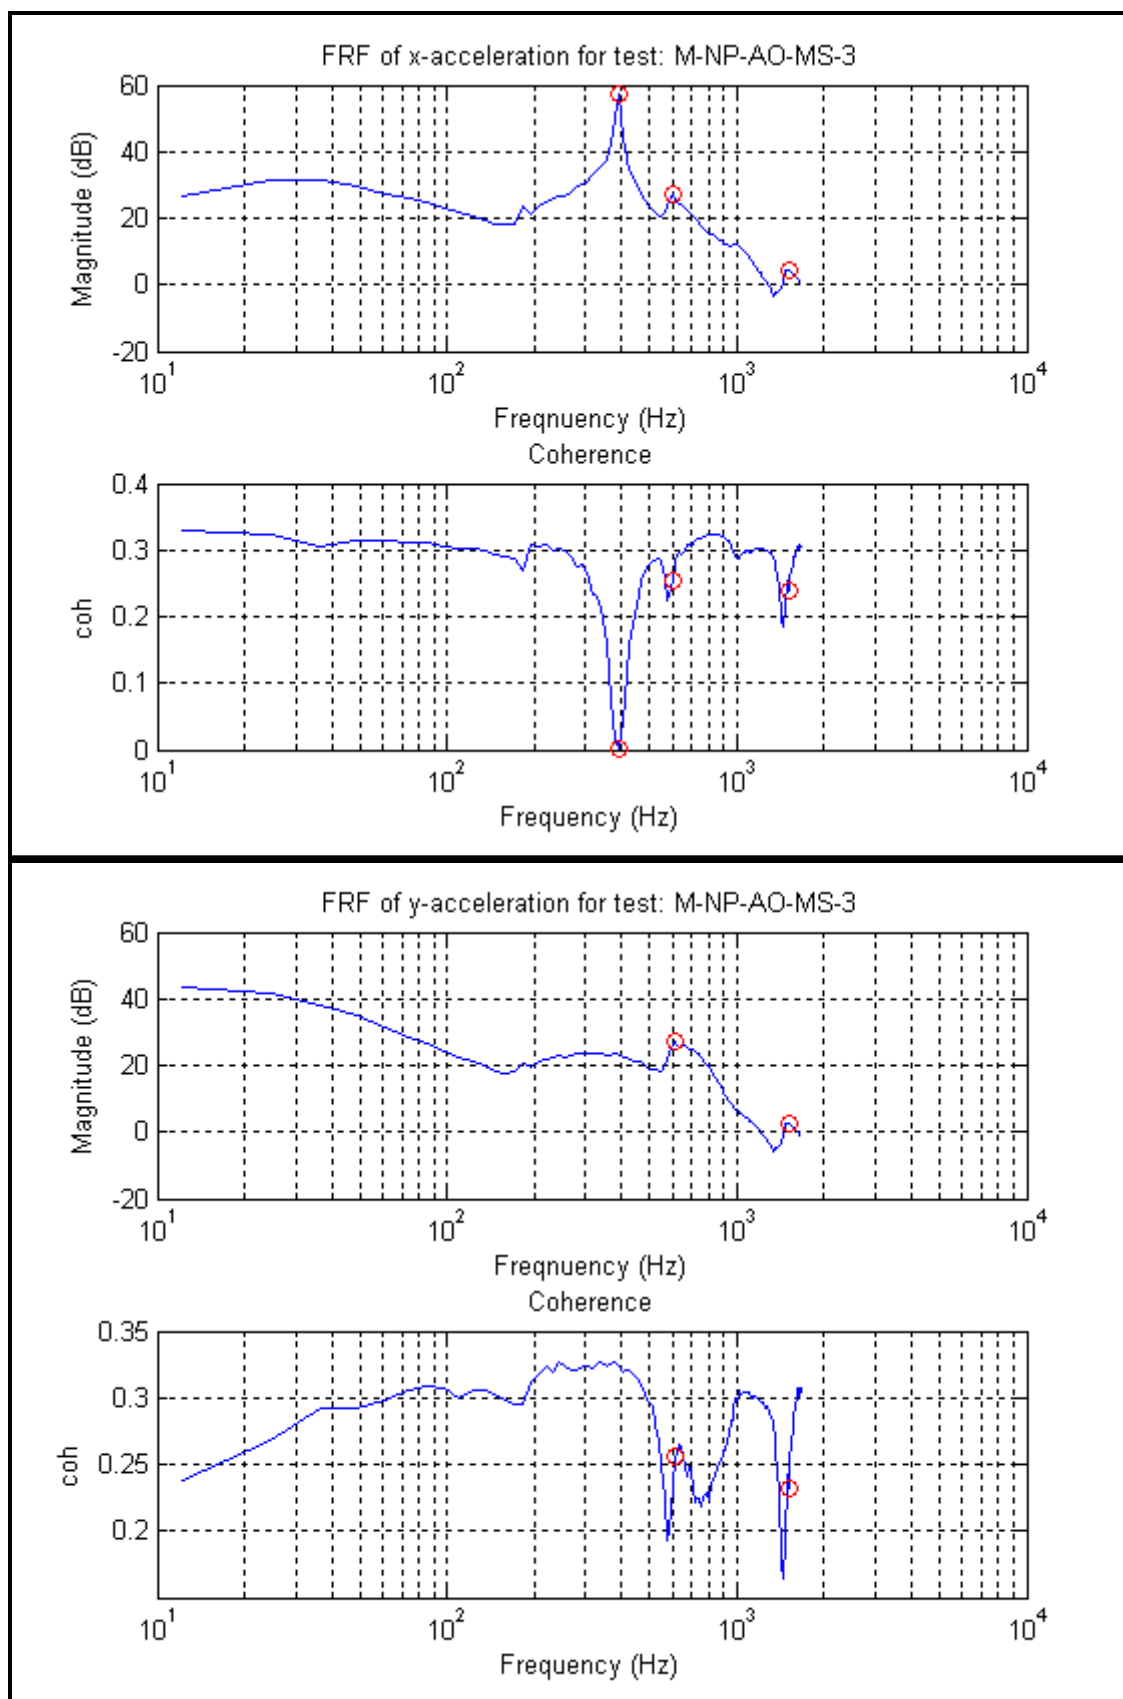 FRF of x-acceleration for test: M-NP-AO-MS-3
60
40
20
0
-20
Magnitude (dB)
10^1 10^2 10^3 10^4
Freqnuency (Hz)
Coherence
0.4
0.3
0.2
0.1
0
coh
10^1 10^2 10^3 10^4
Frequency (Hz)
FRF of y-acceleration for test: M-NP-AO-MS-3
60
40
20
0
-20
Magnitude (dB)
10^1 10^2 10^3 10^4
Freqnuency (Hz)
Coherence
0.35
0.3
0.25
0.2
coh
10^1 10^2 10^3 10^4
Frequency (Hz)